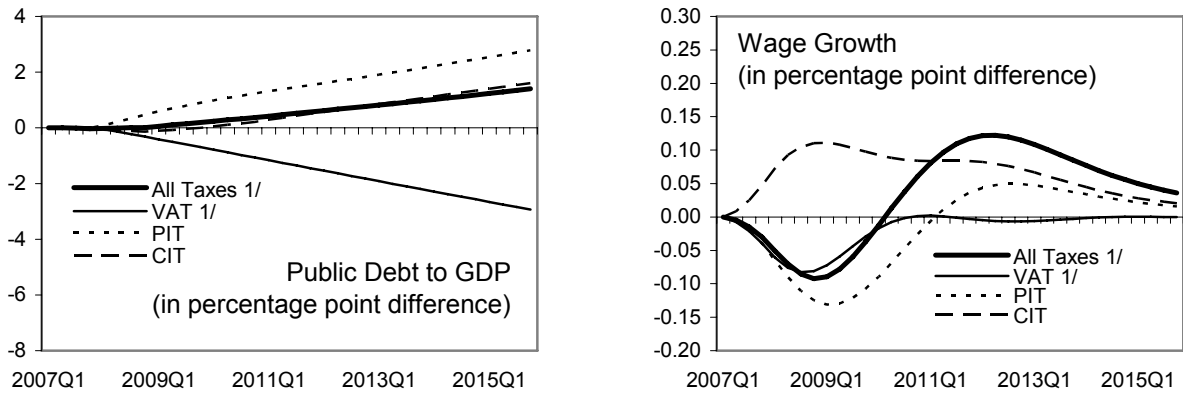 4
2
0
-2
-4
-6
-8
All Taxes 1/
VAT 1/
PIT
CIT
Public Debt to GDP
(in percentage point difference)
2007Q1 2009Q1 2011Q1 2013Q1 2015Q1
0.30
0.25
0.20
0.15
0.10
0.05
0.00
-0.05
-0.10
-0.15
-0.20
Wage Growth
(in percentage point difference)
All Taxes 1/
VAT 1/
PIT
CIT
2007Q1 2009Q1 2011Q1 2013Q1 2015Q1